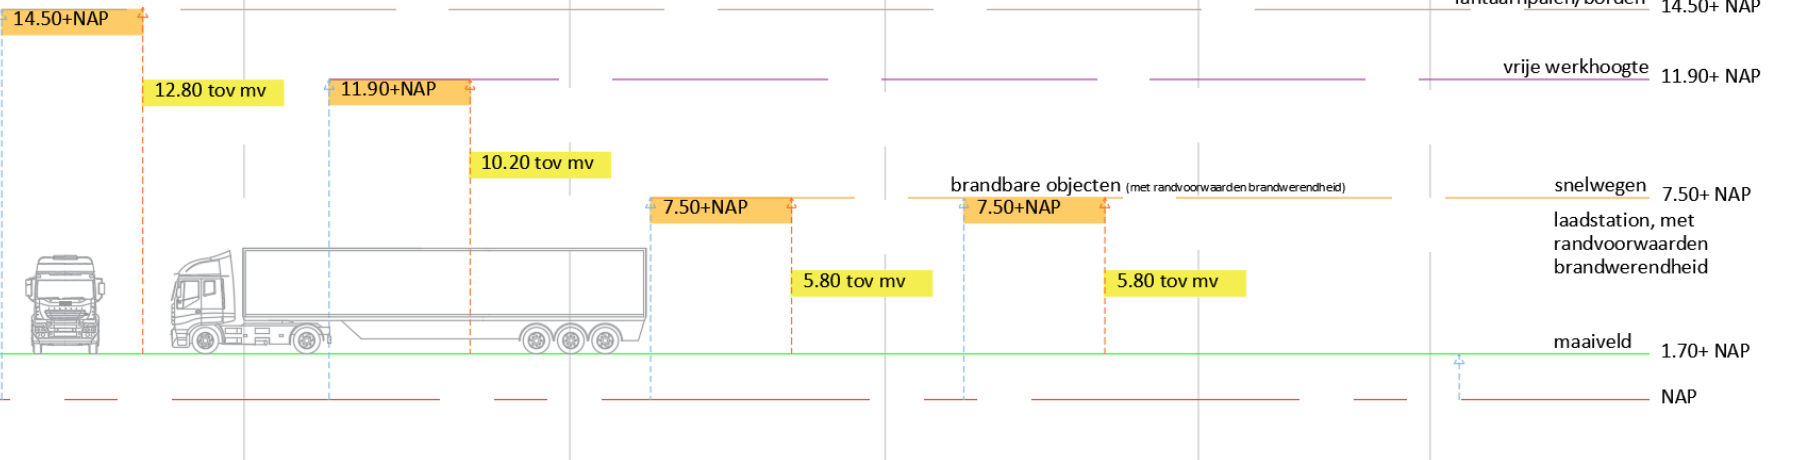 14.50+NAP
lantaarnpalen/borden 14.50+ NAP
12.80 tov mv
11.90+NAP
vrije werkhoogte 11.90+ NAP
10.20 tov mv
7.50+NAP
brandbare objecten (met randvoorwaarden brandwerendheid)
7.50+NAP
snelwegen 7.50+ NAP
laadstation, met
randvoorwaarden
brandwerendheid
5.80 tov mv
5.80 tov mv
maaiveld 1.70+ NAP
NAP